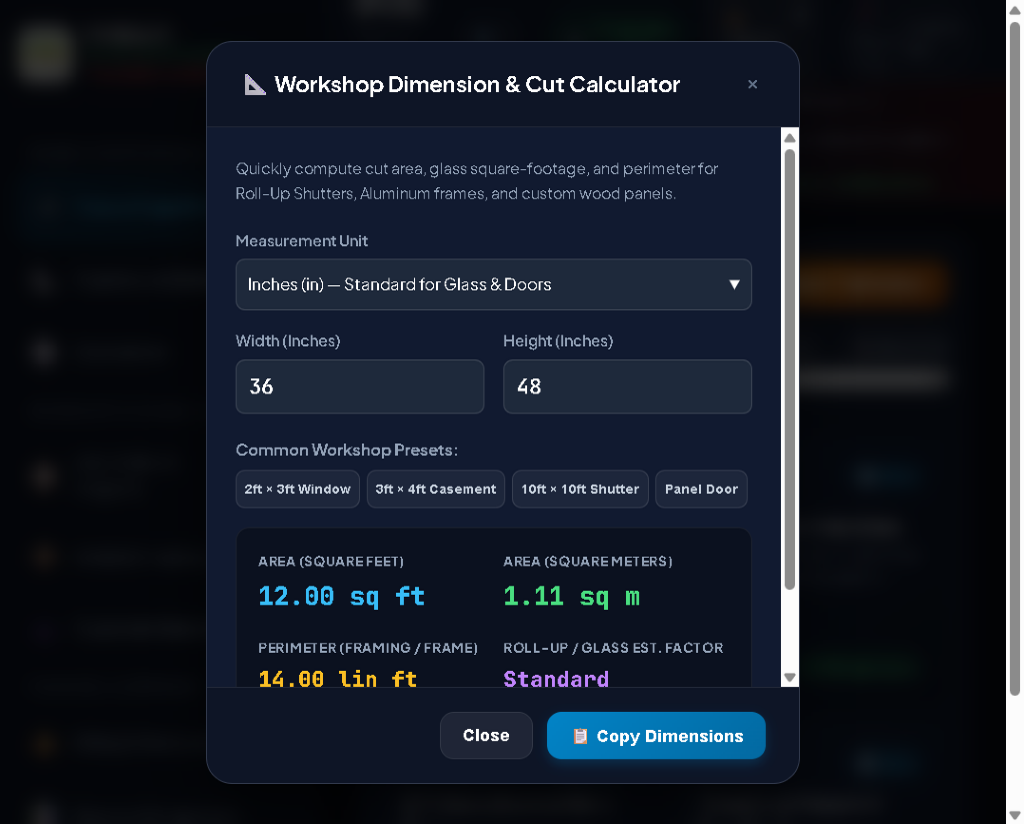 Workshop Dimension & Cut Calculator
×
Quickly compute cut area, glass square-footage, and perimeter for
Roll-Up Shutters, Aluminum frames, and custom wood panels.
Measurement Unit
Inches (in) — Standard for Glass & Doors
Width (Inches)
Height (Inches)
36
48
Common Workshop Presets:
2ft × 3ft Window
3ft × 4ft Casement
10ft × 10ft Shutter
Panel Door
AREA (SQUARE FEET)
AREA (SQUARE METERS)
12.00 sq ft
1.11 sq m
PERIMETER (FRAMING / FRAME)
ROLL-UP / GLASS EST. FACTOR
14.00 lin ft
Standard
Close
Copy Dimensions